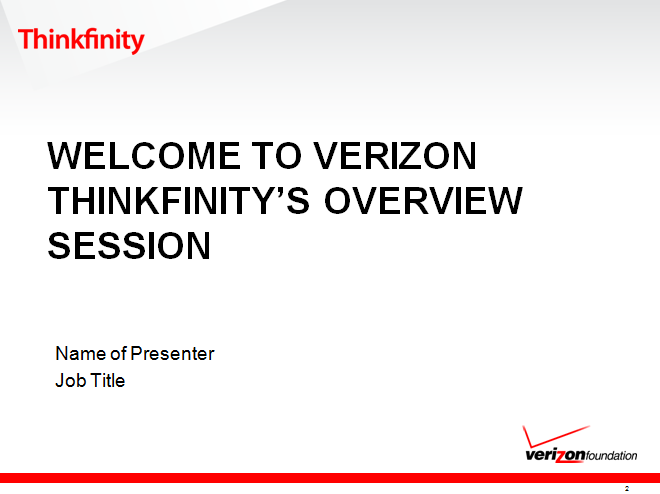 Thinkfinity
WELCOME TO VERIZON
THINKFINITY’S OVERVIEW
SESSION
Name of Presenter
Job Title
verizonfoundation
2